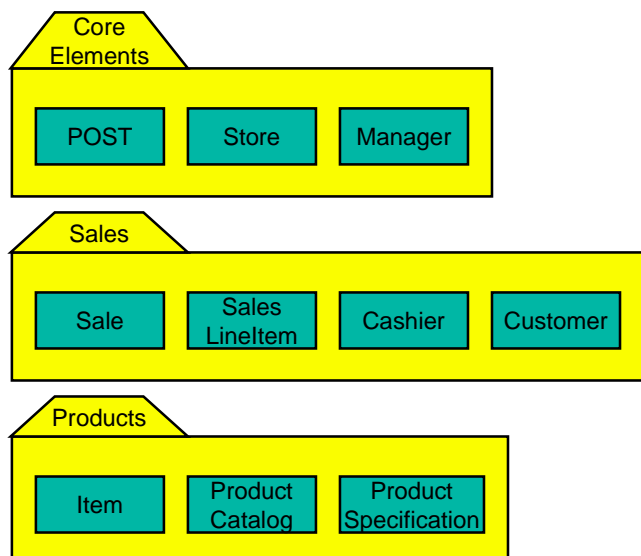 Core
Elements
POST
Store
Manager
Sales
Sale
Sales
LineItem
Cashier
Customer
Products
Item
Product
Catalog
Product
Specification